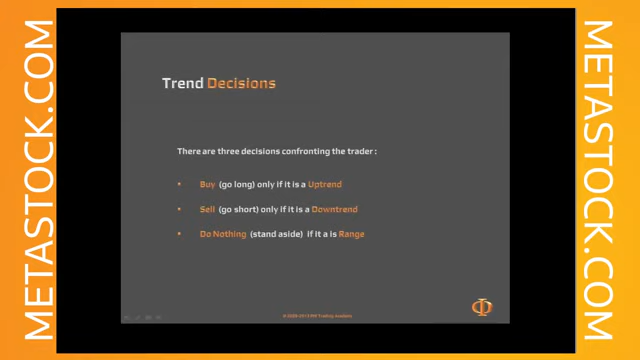 METASTOCK.COM
Trend Decisions
There are three decisions confronting the trader :
• Buy (go long) only if it is a Uptrend
• Sell (go short) only if it is a Downtrend
• Do Nothing (stand aside) if it a is Range
METASTOCK.COM